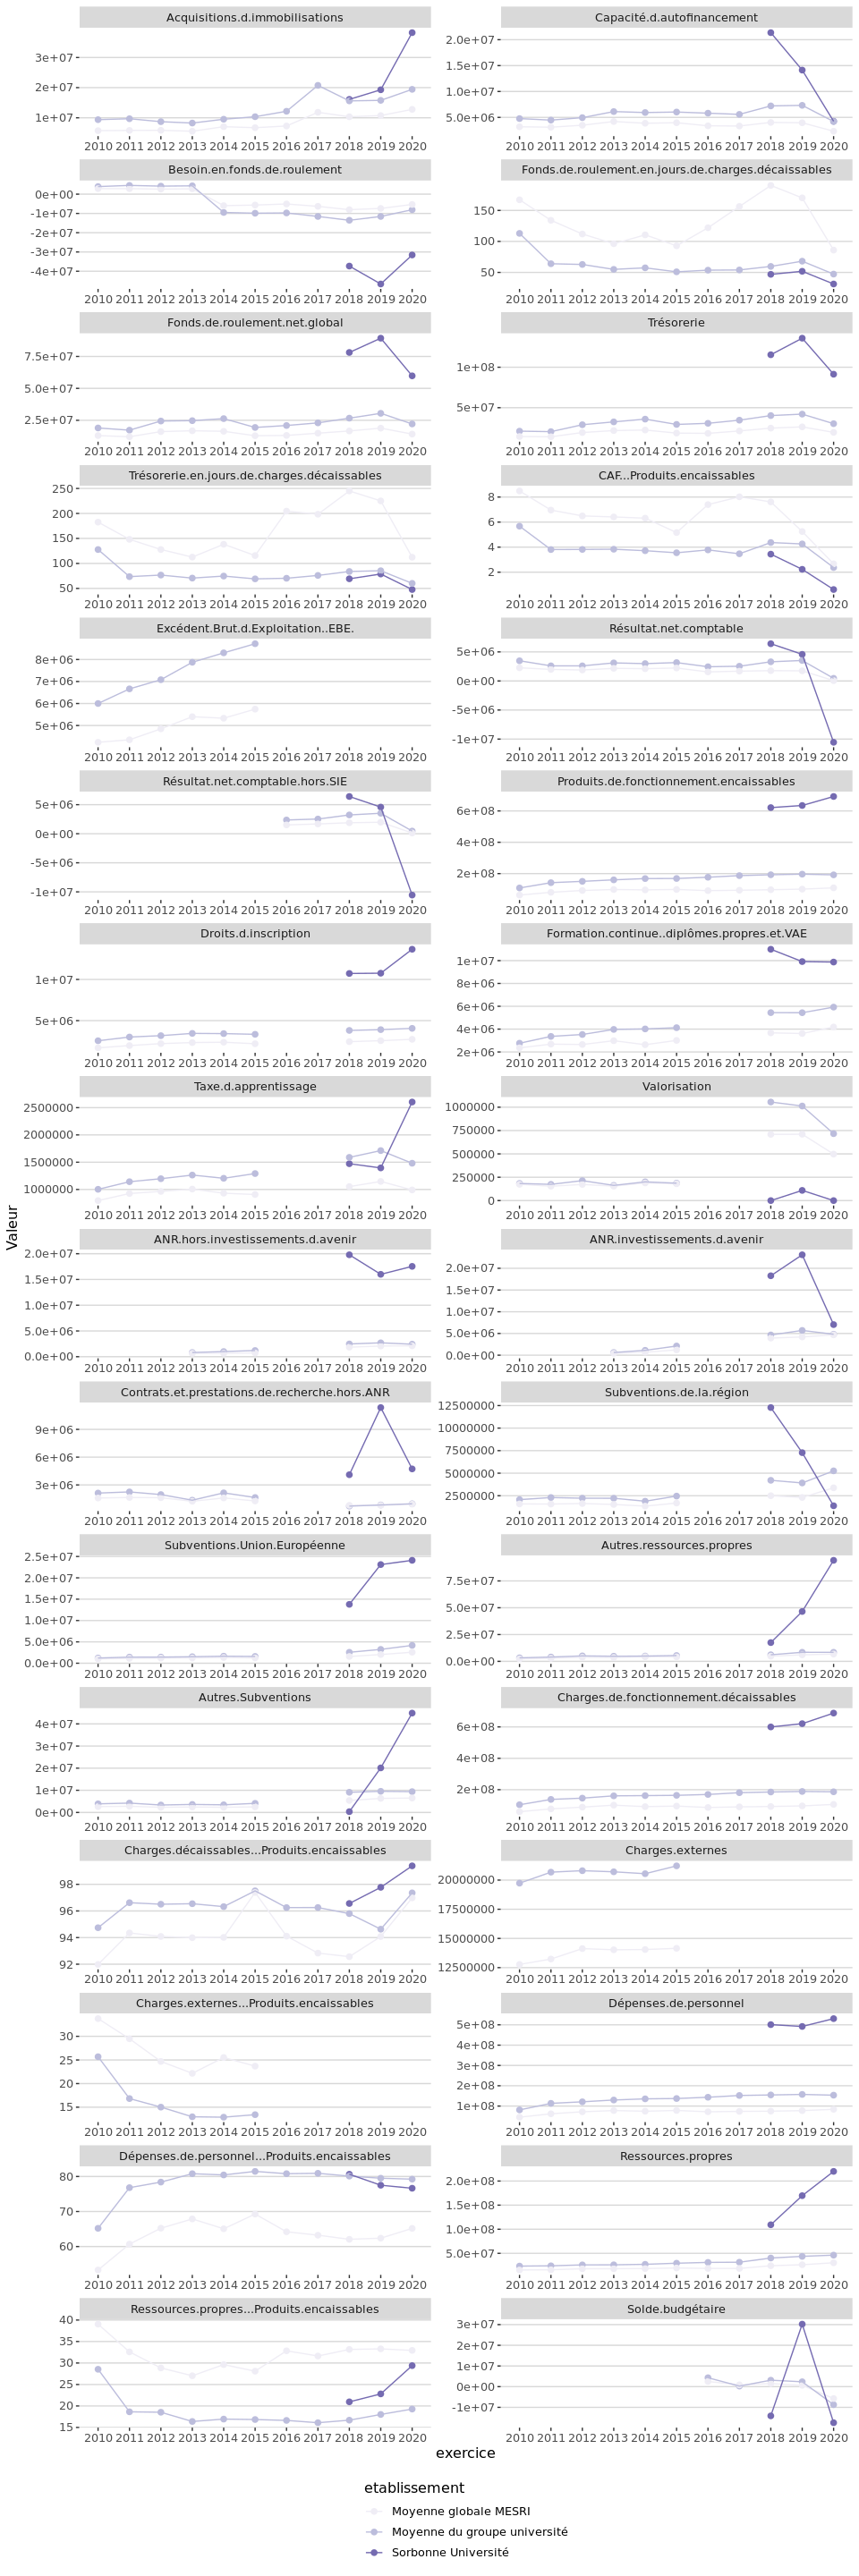 Acquisitions.d.immobilisations
3e+07
2e+07
1e+07
2010 2011 2012 2013 2014 2015 2016 2017 2018 2019 2020
Capacité.d.autofinancement
2.0e+07
1.5e+07
1.0e+07
5.0e+06
2010 2011 2012 2013 2014 2015 2016 2017 2018 2019 2020
Besoin.en.fonds.de.roulement
0e+00
-1e+07
-2e+07
-3e+07
-4e+07
2010 2011 2012 2013 2014 2015 2016 2017 2018 2019 2020
Fonds.de.roulement.en.jours.de.charges.décaissables
150
100
50
2010 2011 2012 2013 2014 2015 2016 2017 2018 2019 2020
Fonds.de.roulement.net.global
7.5e+07
5.0e+07
2.5e+07
2010 2011 2012 2013 2014 2015 2016 2017 2018 2019 2020
Trésorerie
1e+08
5e+07
2010 2011 2012 2013 2014 2015 2016 2017 2018 2019 2020
Trésorerie.en.jours.de.charges.décaissables
250
200
150
100
50
2010 2011 2012 2013 2014 2015 2016 2017 2018 2019 2020
CAF...Produits.encaissables
8
6
4
2
2010 2011 2012 2013 2014 2015 2016 2017 2018 2019 2020
Excédent.Brut.d.Exploitation..EBE.
8e+06
7e+06
6e+06
5e+06
2010 2011 2012 2013 2014 2015 2016 2017 2018 2019 2020
Résultat.net.comptable
5e+06
0e+00
-5e+06
-1e+07
2010 2011 2012 2013 2014 2015 2016 2017 2018 2019 2020
Résultat.net.comptable.hors.SIE
5e+06
0e+00
-5e+06
-1e+07
2010 2011 2012 2013 2014 2015 2016 2017 2018 2019 2020
Produits.de.fonctionnement.encaissables
6e+08
4e+08
2e+08
2010 2011 2012 2013 2014 2015 2016 2017 2018 2019 2020
Droits.d.inscription
1e+07
5e+06
2010 2011 2012 2013 2014 2015 2016 2017 2018 2019 2020
Formation.continue..diplômes.propres.et.VAE
1e+07
8e+06
6e+06
4e+06
2e+06
2010 2011 2012 2013 2014 2015 2016 2017 2018 2019 2020
Taxe.d.apprentissage
2500000
2000000
1500000
1000000
2010 2011 2012 2013 2014 2015 2016 2017 2018 2019 2020
Valorisation
1000000
750000
500000
250000
0
2010 2011 2012 2013 2014 2015 2016 2017 2018 2019 2020
Valeur
ANR.hors.investissements.d.avenir
2.0e+07
1.5e+07
1.0e+07
5.0e+06
0.0e+00
2010 2011 2012 2013 2014 2015 2016 2017 2018 2019 2020
ANR.investissements.d.avenir
2.0e+07
1.5e+07
1.0e+07
5.0e+06
0.0e+00
2010 2011 2012 2013 2014 2015 2016 2017 2018 2019 2020
Contrats.et.prestations.de.recherche.hors.ANR
9e+06
6e+06
3e+06
2010 2011 2012 2013 2014 2015 2016 2017 2018 2019 2020
Subventions.de.la.région
12500000
10000000
7500000
5000000
2500000
2010 2011 2012 2013 2014 2015 2016 2017 2018 2019 2020
Subventions.Union.Européenne
2.5e+07
2.0e+07
1.5e+07
1.0e+07
5.0e+06
0.0e+00
2010 2011 2012 2013 2014 2015 2016 2017 2018 2019 2020
Autres.ressources.propres
7.5e+07
5.0e+07
2.5e+07
0.0e+00
2010 2011 2012 2013 2014 2015 2016 2017 2018 2019 2020
Autres.Subventions
4e+07
3e+07
2e+07
1e+07
0e+00
2010 2011 2012 2013 2014 2015 2016 2017 2018 2019 2020
Charges.de.fonctionnement.décaissables
6e+08
4e+08
2e+08
2010 2011 2012 2013 2014 2015 2016 2017 2018 2019 2020
Charges.décaissables...Produits.encaissables
98
96
94
92
2010 2011 2012 2013 2014 2015 2016 2017 2018 2019 2020
Charges.externes
20000000
17500000
15000000
12500000
2010 2011 2012 2013 2014 2015 2016 2017 2018 2019 2020
Charges.externes...Produits.encaissables
30
25
20
15
2010 2011 2012 2013 2014 2015 2016 2017 2018 2019 2020
Dépenses.de.personnel
5e+08
4e+08
3e+08
2e+08
1e+08
2010 2011 2012 2013 2014 2015 2016 2017 2018 2019 2020
Dépenses.de.personnel...Produits.encaissables
80
70
60
2010 2011 2012 2013 2014 2015 2016 2017 2018 2019 2020
Ressources.propres
2.0e+08
1.5e+08
1.0e+08
5.0e+07
2010 2011 2012 2013 2014 2015 2016 2017 2018 2019 2020
Ressources.propres...Produits.encaissables
40
35
30
25
20
15
2010 2011 2012 2013 2014 2015 2016 2017 2018 2019 2020
Solde.budgétaire
3e+07
2e+07
1e+07
0e+00
-1e+07
2010 2011 2012 2013 2014 2015 2016 2017 2018 2019 2020
exercice
etablissement
Moyenne globale MESRI
Moyenne du groupe université
Sorbonne Université